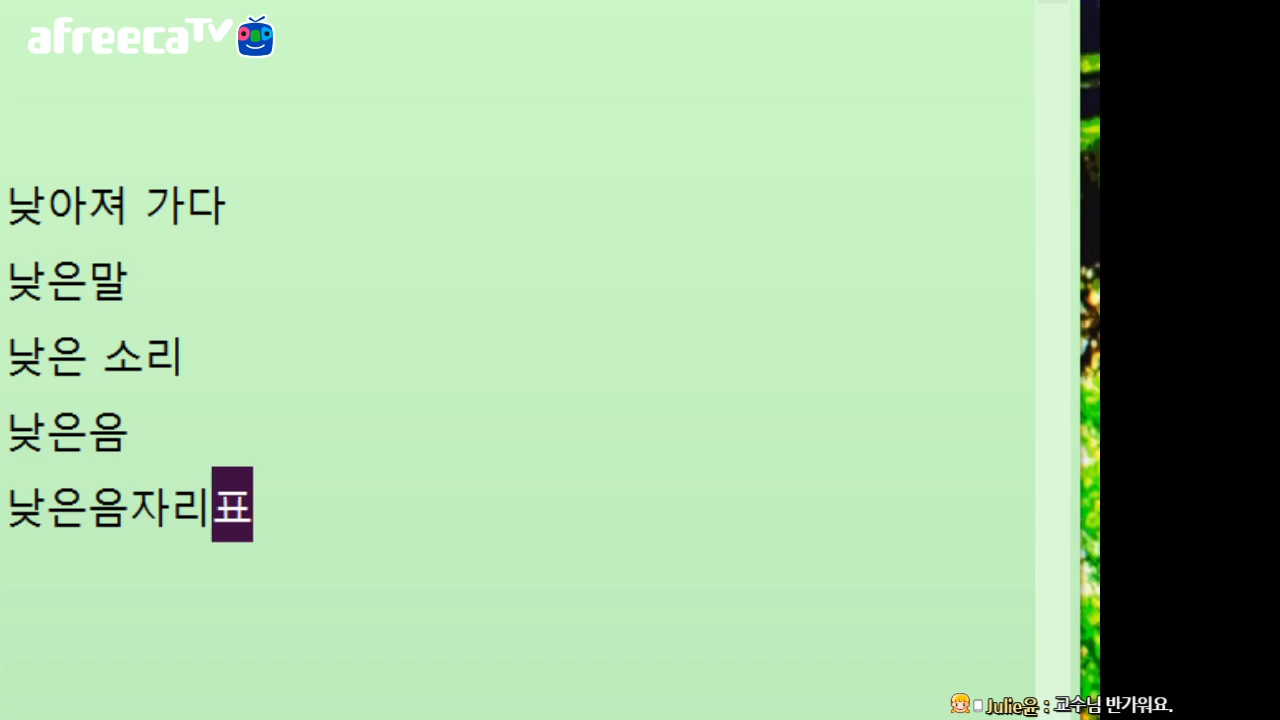 afreecaTV
낮아져 가다
낮은말
낮은 소리
낮은음
낮은음자리표
Julie윤 : 교수님 반가워요.